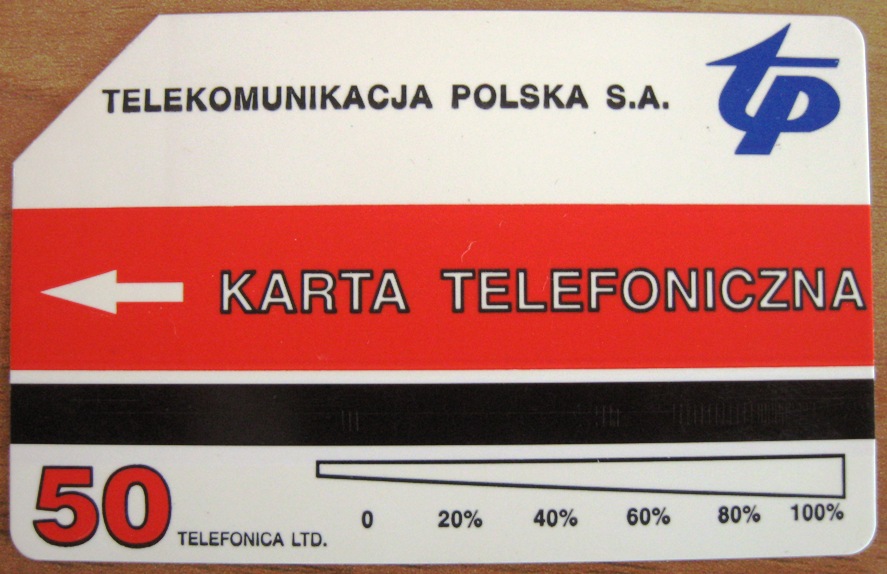 TELEKOMUNIKACJA POLSKA S.A.
tp
KARTA TELEFONICZNA
50 TELEFONICA LTD.
0 20% 40% 60% 80% 100%